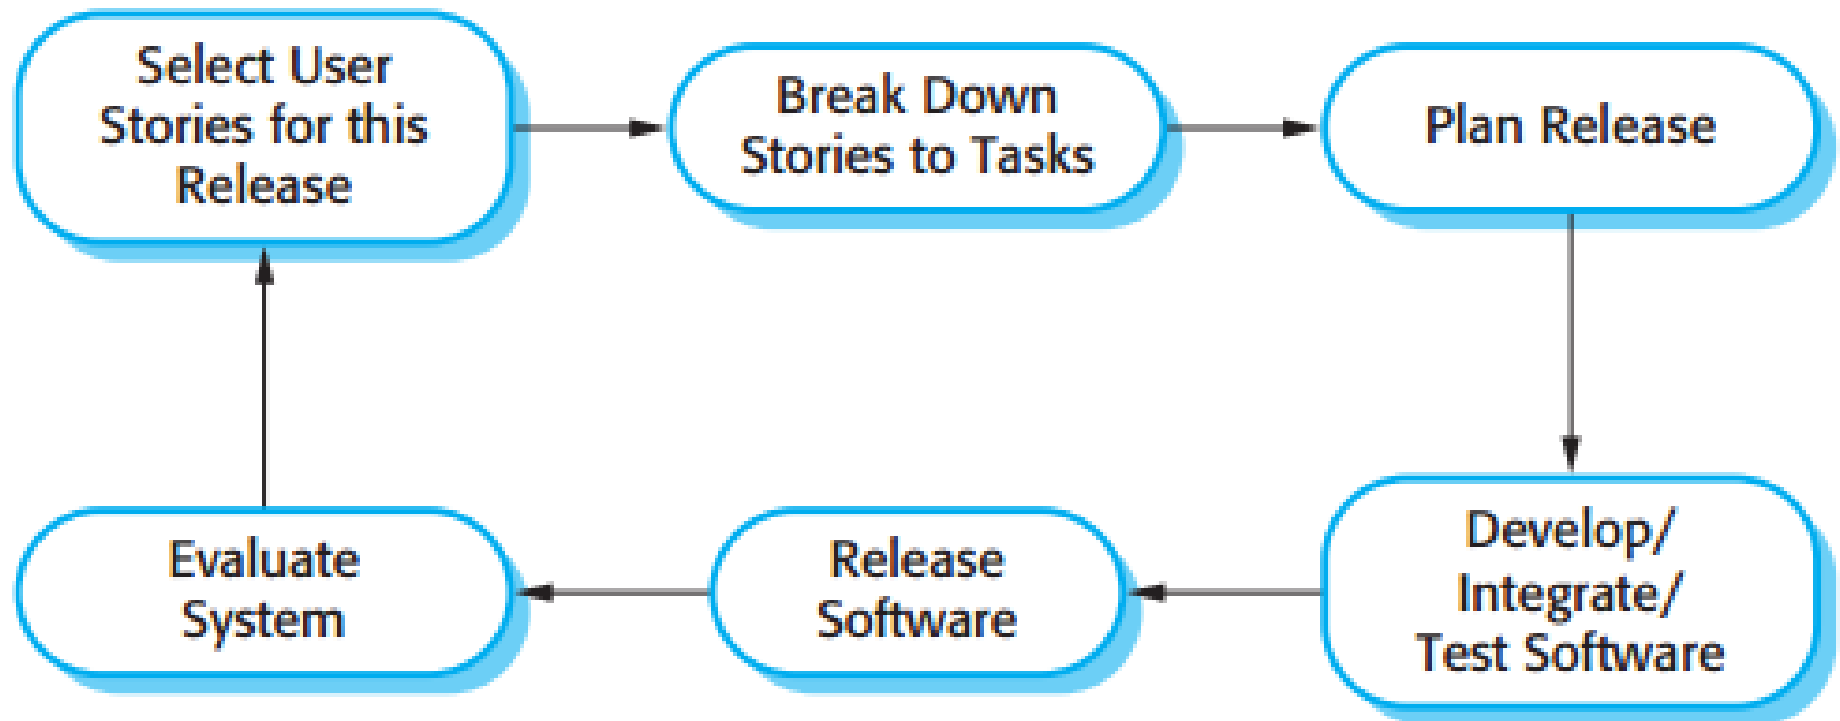 Select User
Stories for this
Release
Break Down
Stories to Tasks
Plan Release
Evaluate
System
Release
Software
Develop/
Integrate/
Test Software